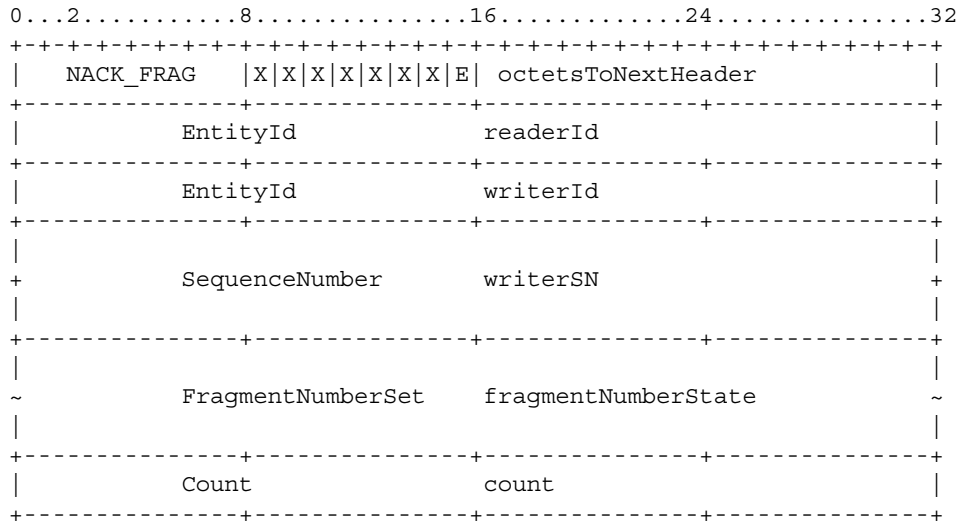 0...2...........8...............16.............24...............32
+-+-+-+-+-+-+-+-+-+-+-+-+-+-+-+-+-+-+-+-+-+-+-+-+-+-+-+-+-+-+-+-+
|   NACK_FRAG   |X|X|X|X|X|X|X|E| octetsToNextHeader            |
+---------------+---------------+---------------+---------------+
|           EntityId             readerId                       |
+---------------+---------------+---------------+---------------+
|           EntityId             writerId                       |
+---------------+---------------+---------------+---------------+
|                                                               |
+           SequenceNumber       writerSN                       +
|                                                               |
+---------------+---------------+---------------+---------------+
|                                                               |
~           FragmentNumberSet    fragmentNumberState            ~
|                                                               |
+---------------+---------------+---------------+---------------+
|           Count                count                          |
+---------------+---------------+---------------+---------------+